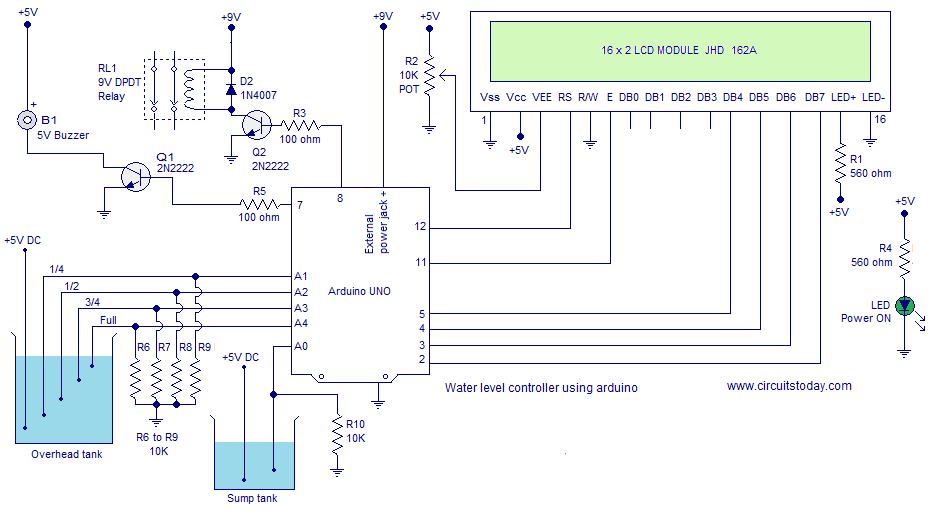 +5V
+9V
+9V
+5V
RL1
9V DPDT
Relay
D2
1N4007
R2
10K
POT
16 x 2 LCD MODULE JHD 162A
Vss Vcc VEE RS R/W E DB0 DB1 DB2 DB3 DB4 DB5 DB6 DB7 LED+ LED-
1
16
+5V
+
B1
5V Buzzer
R3
100 ohm
Q2
2N2222
Q1
2N2222
R1
560 ohm
+5V
R5
100 ohm
7
8
External
power jack +
12
11
+5V
R4
560 ohm
LED
Power ON
+5V DC
1/4
1/2
3/4
Full
A1
A2
A3
A4
A0
Arduino UNO
5
4
3
2
R6 R7 R8 R9
+5V DC
Water level controller using arduino
www.circuitstoday.com
R10
10K
R6 to R9
10K
Overhead tank
Sump tank